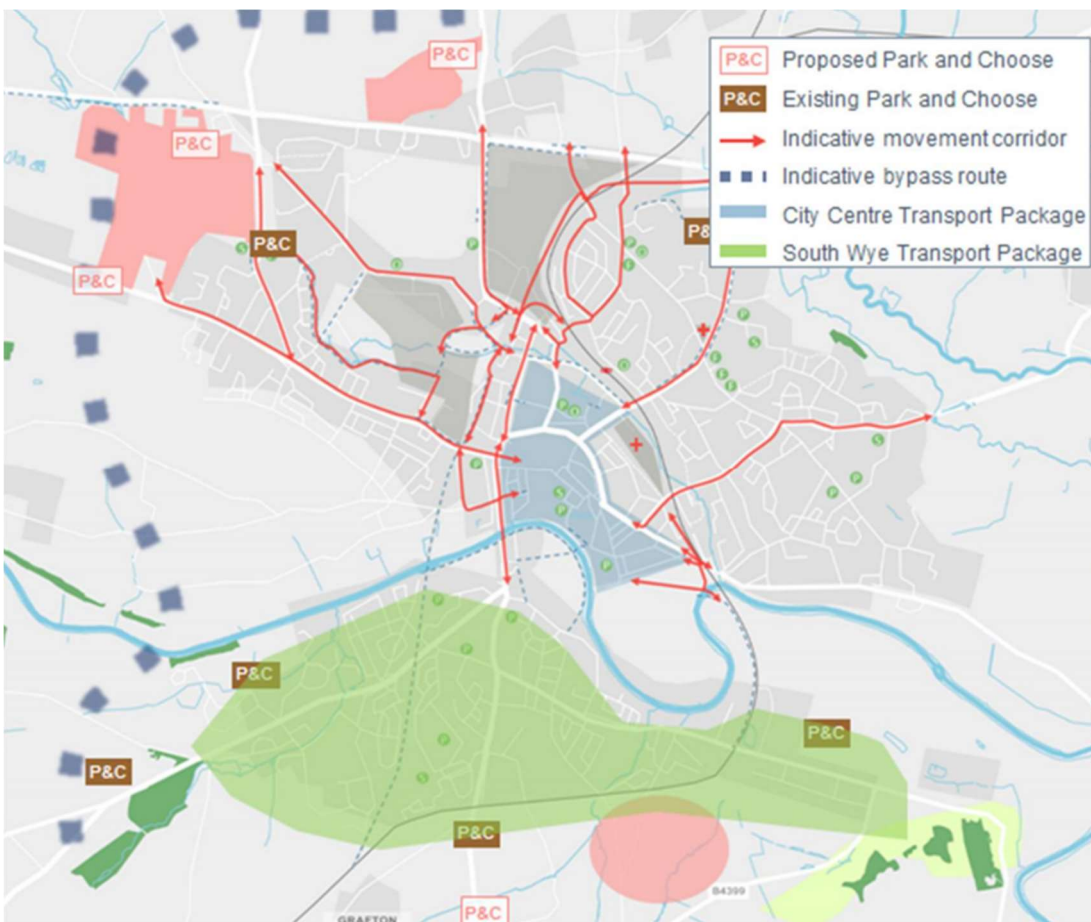 P&C
P&C Proposed Park and Choose
P&C Existing Park and Choose
Indicative movement corridor
Indicative bypass route
City Centre Transport Package
South Wye Transport Package
P&C
P&C
P&C
P&C
P&C
P&C
P&C
P&C
B4399
P&C
GRAFTON